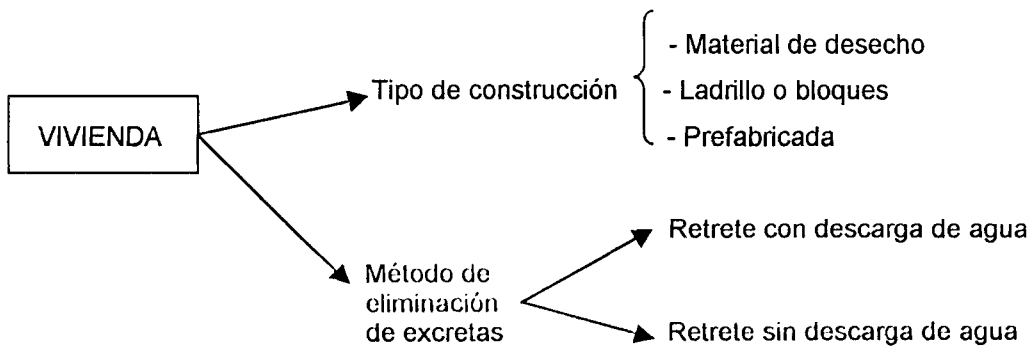 VIVIENDA
Tipo de construcción
- Material de desecho
- Ladrillo o bloques
- Prefabricada
Método de
eliminación
de excretas
Retrete con descarga de agua
Retrete sin descarga de agua